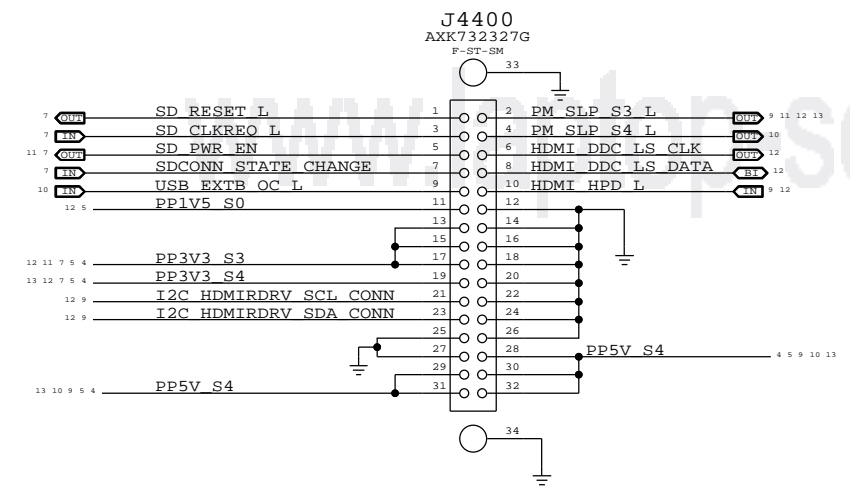 J4400
AXK732327G
F-ST-SM
33
7 OUT SD_RESET_L 1 2 PM_SLP_S3_L OUT 9 11 12 13
7 IN SD_CLKREQ_L 3 4 PM_SLP_S4_L OUT 10
11 7 OUT SD_PWR_EN 5 6 HDMI_DDC_LS_CLK OUT 12
7 IN SDCONN_STATE_CHANGE 7 8 HDMI_DDC_LS_DATA BI 12
10 IN USB_EXTB_OC_L 9 10 HDMI_HPD_L IN 9 12
12 5 PP1V5_S0 11 12
13 14
15 16
12 11 7 5 4 PP3V3_S3 17 18
13 12 7 5 4 PP3V3_S4 19 20
12 9 I2C_HDMIRDRV_SCL_CONN 21 22
12 9 I2C_HDMIRDRV_SDA_CONN 23 24
25 26
27 28 PP5V_S4 4 5 9 10 13
29 30
13 10 9 5 4 PP5V_S4 31 32
34